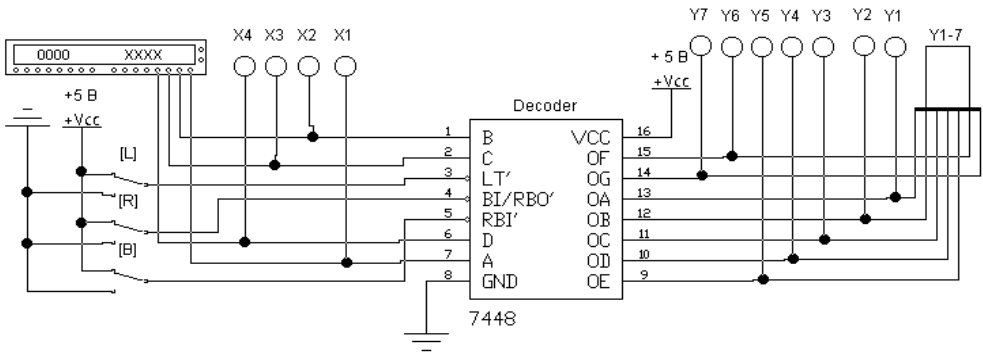 X4 X3 X2 X1
Y7 Y6 Y5 Y4 Y3 Y2 Y1
Y1-7
0000 XXXX
+5 В
+Vcc
+ 5 В
+Vcc
Decoder
[L]
[R]
[B]
1 B VCC 16
2 C OF 15
3 LT' OG 14
4 BI/RBO' OA 13
5 RBI' OB 12
6 D OC 11
7 A OD 10
8 GND OE 9
7448